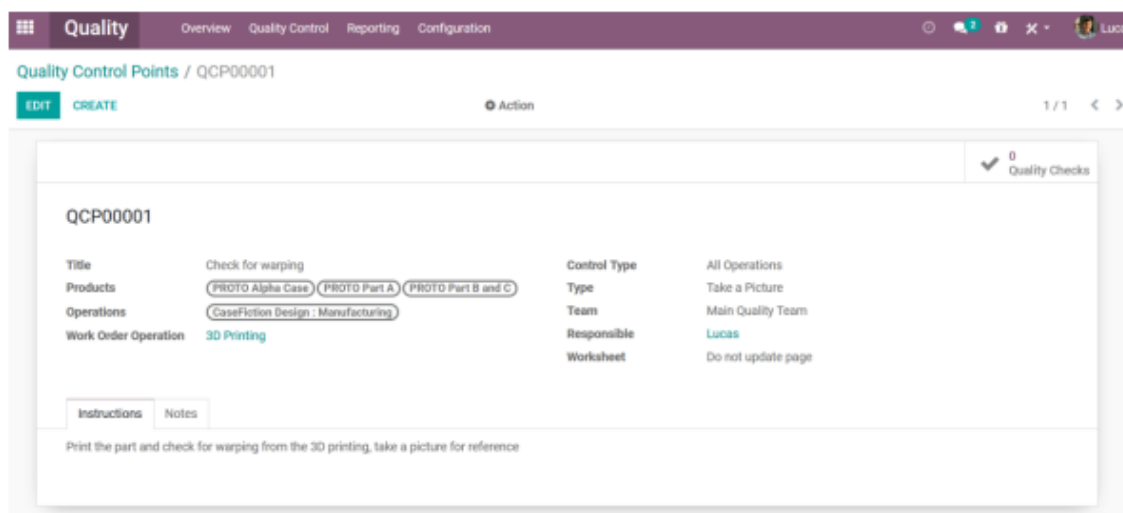 Quality Overview Quality Control Reporting Configuration 2 Luc
Quality Control Points / QCP00001
EDIT CREATE Action 1 / 1
0
Quality Checks
QCP00001
Title Check for warping Control Type All Operations
Products PROTO Alpha Case PROTO Part A PROTO Part B and C Type Take a Picture
Operations CaseFiction Design : Manufacturing Team Main Quality Team
Work Order Operation 3D Printing Responsible Lucas
Worksheet Do not update page
Instructions Notes
Print the part and check for warping from the 3D printing, take a picture for reference